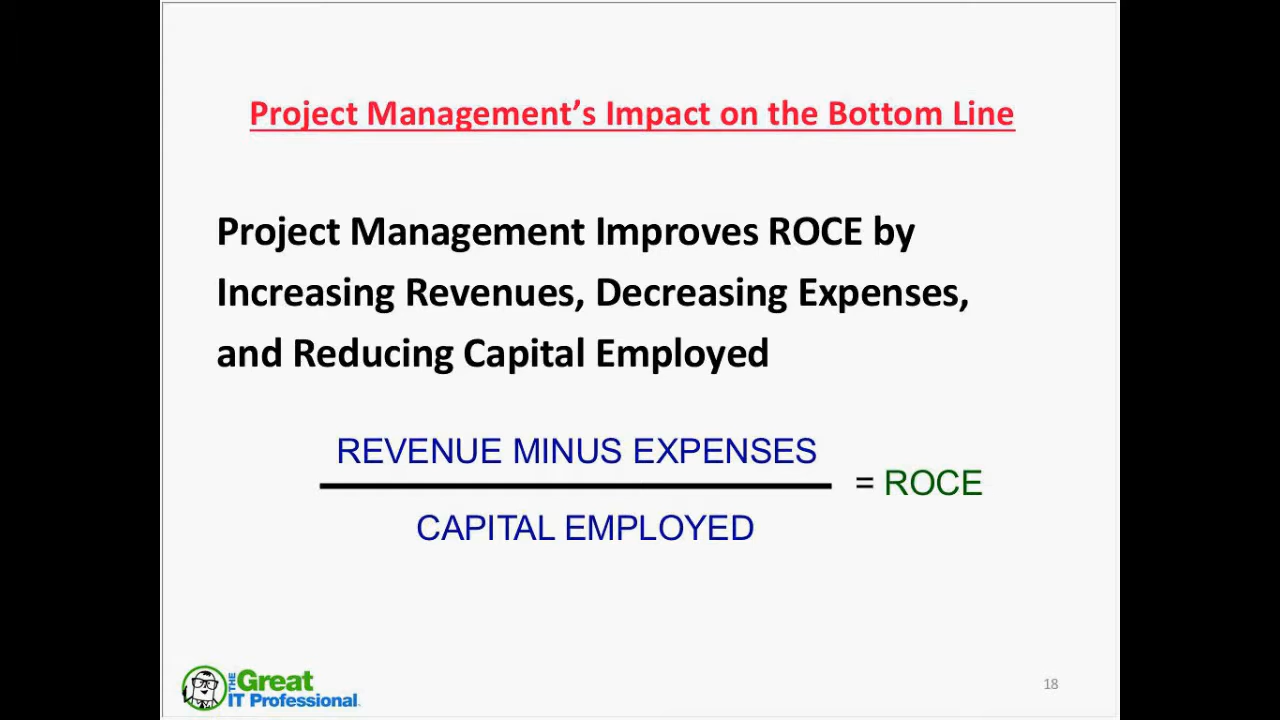 Project Management’s Impact on the Bottom Line
Project Management Improves ROCE by
Increasing Revenues, Decreasing Expenses,
and Reducing Capital Employed
REVENUE MINUS EXPENSES
= ROCE
CAPITAL EMPLOYED
THE Great
IT Professional
18